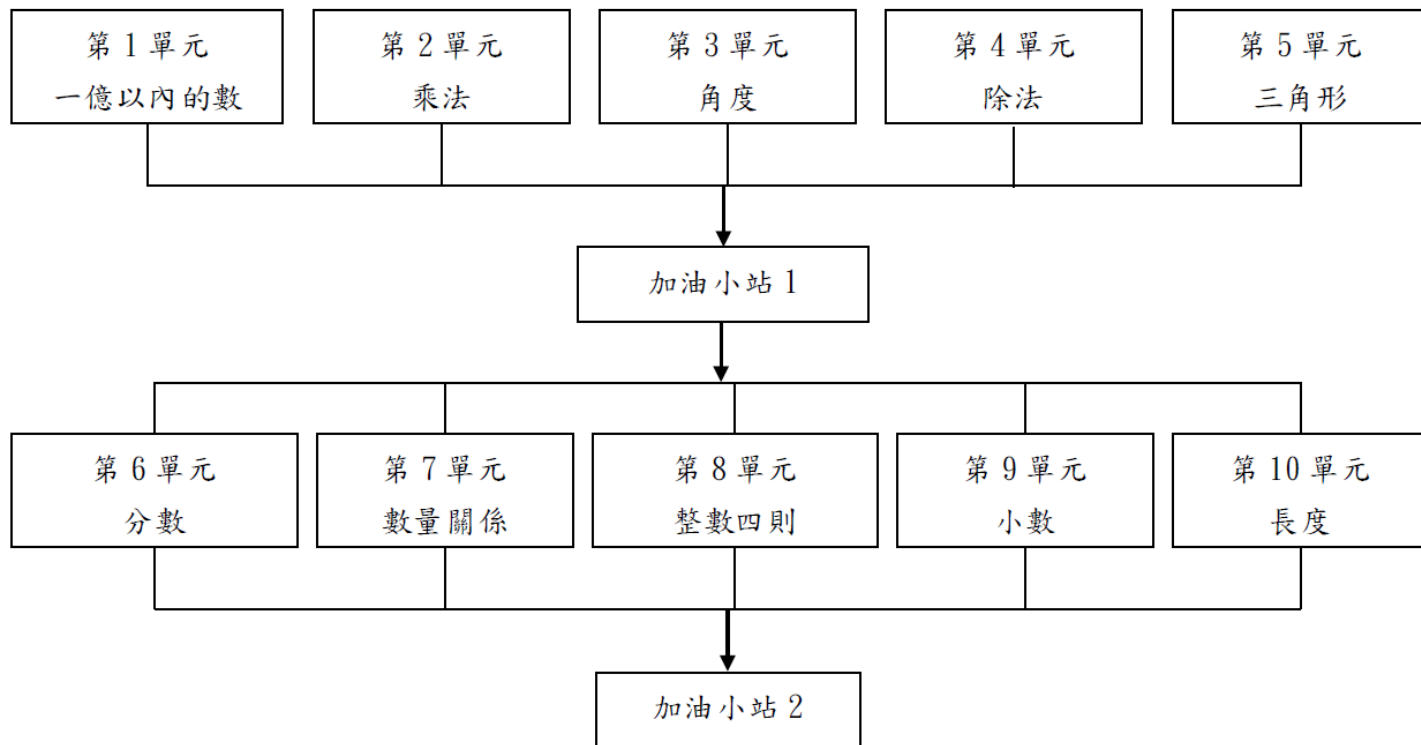 第 1 單元
一億以內的數
第 2 單元
乘法
第 3 單元
角度
第 4 單元
除法
第 5 單元
三角形
加油小站 1
第 6 單元
分數
第 7 單元
數量關係
第 8 單元
整數四則
第 9 單元
小數
第 10 單元
長度
加油小站 2